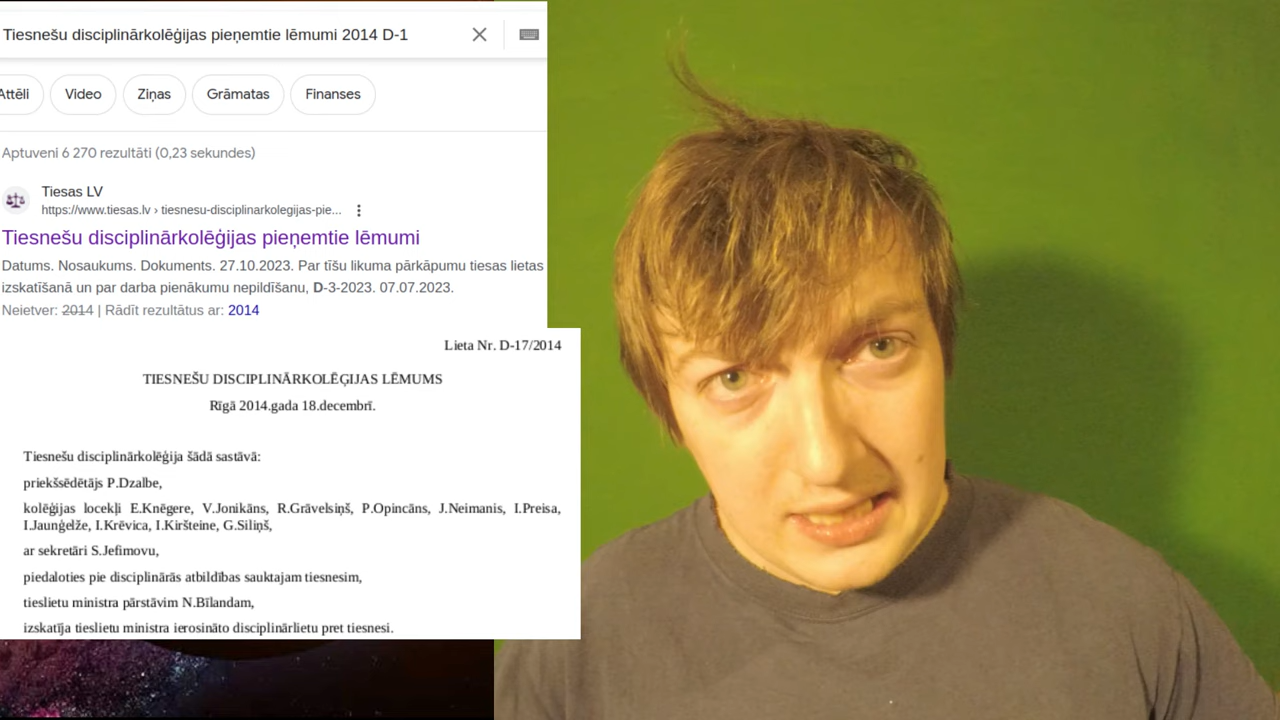 Tiesnešu disciplinārkolēģijas pieņemtie lēmumi 2014 D-1
Attēli
Video
Ziņas
Grāmatas
Finanses
Aptuveni 6 270 rezultāti (0,23 sekundes)
Tiesas LV
https://www.tiesas.lv › tiesnesu-disciplinarkolegijas-pie...
Tiesnešu disciplinārkolēģijas pieņemtie lēmumi
Datums. Nosaukums. Dokuments. 27.10.2023. Par tīšu likuma pārkāpumu tiesas lietas
izskatīšanā un par darba pienākumu nepildīšanu, D-3-2023. 07.07.2023.
Neietver: 2014 | Rādīt rezultātus ar: 2014
Lieta Nr. D-17/2014
TIESNEŠU DISCIPLINĀRKOLĒĢIJAS LĒMUMS
Rīgā 2014.gada 18.decembrī.
Tiesnešu disciplinārkolēģija šādā sastāvā:
priekšsēdētājs P.Dzalbe,
kolēģijas locekļi E.Knēgere, V.Jonikāns, R.Grāvelsiņš, P.Opincāns, J.Neimanis, I.Preisa,
I.Jaunģelže, I.Krēvica, I.Kiršteine, G.Siliņš,
ar sekretāri S.Jefimovu,
piedaloties pie disciplinārās atbildības sauktajam tiesnesim,
tieslietu ministra pārstāvim N.Bīlandam,
izskatīja tieslietu ministra ierosināto disciplinārlietu pret tiesnesi.